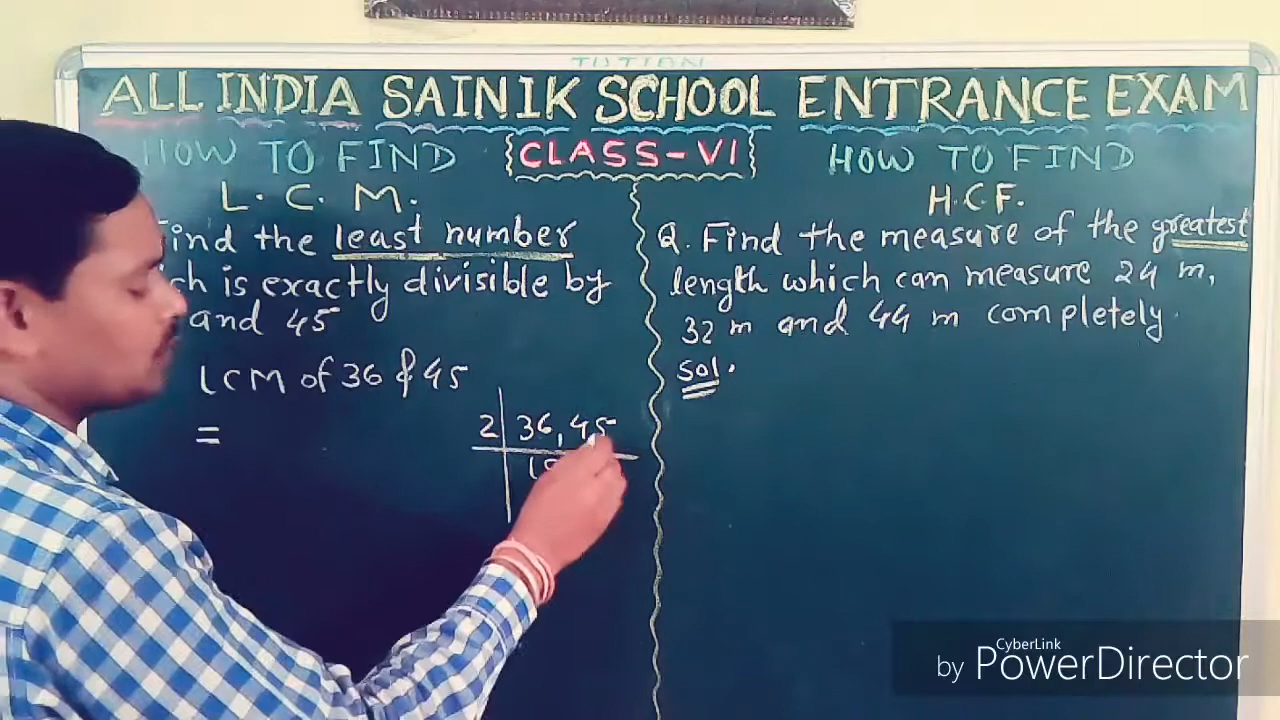 TUTION
ALL INDIA SAINIK SCHOOL ENTRANCE EXAM
HOW TO FIND
CLASS-VI
HOW TO FIND
L.C.M.
find the least number
is exactly divisible by
and 45
LCM of 36 & 45
=
2 36, 45
H.C.F.
Q. Find the measure of the greatest
length which can measure 24 m,
32 m and 44 m completely.
Sol.
CyberLink
by PowerDirector